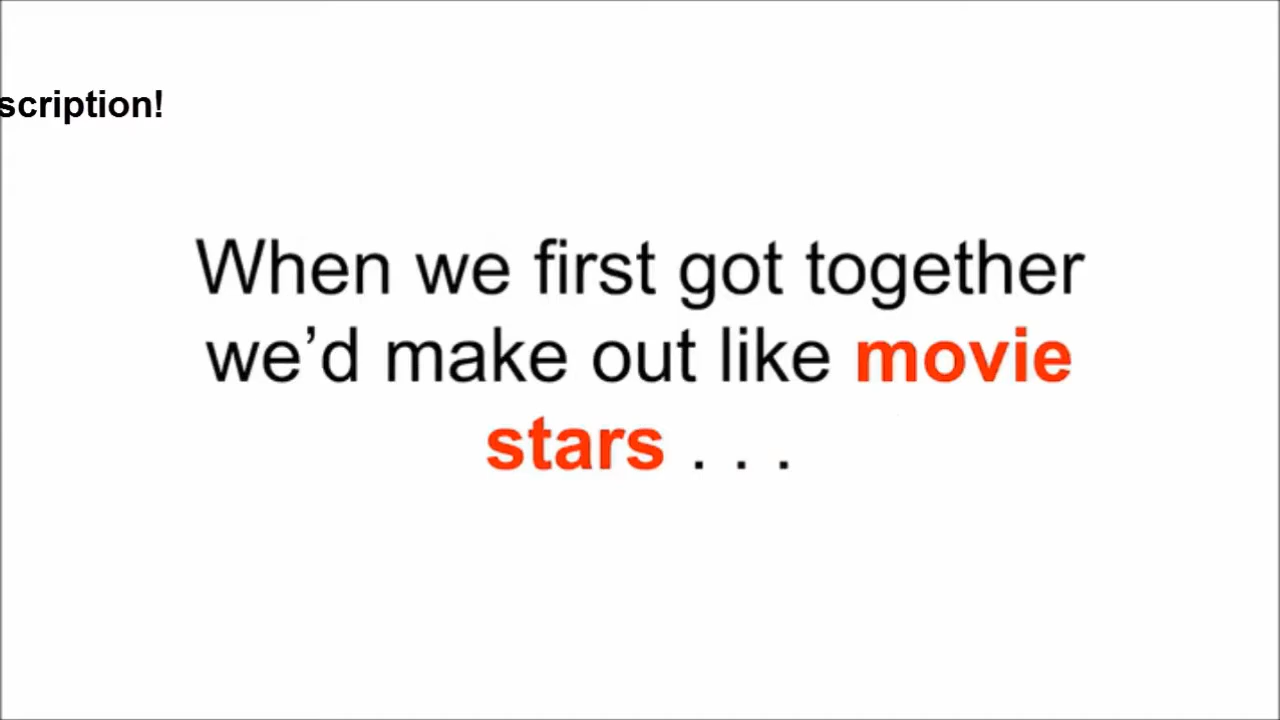 scription!
When we first got together
we’d make out like movie
stars . . .